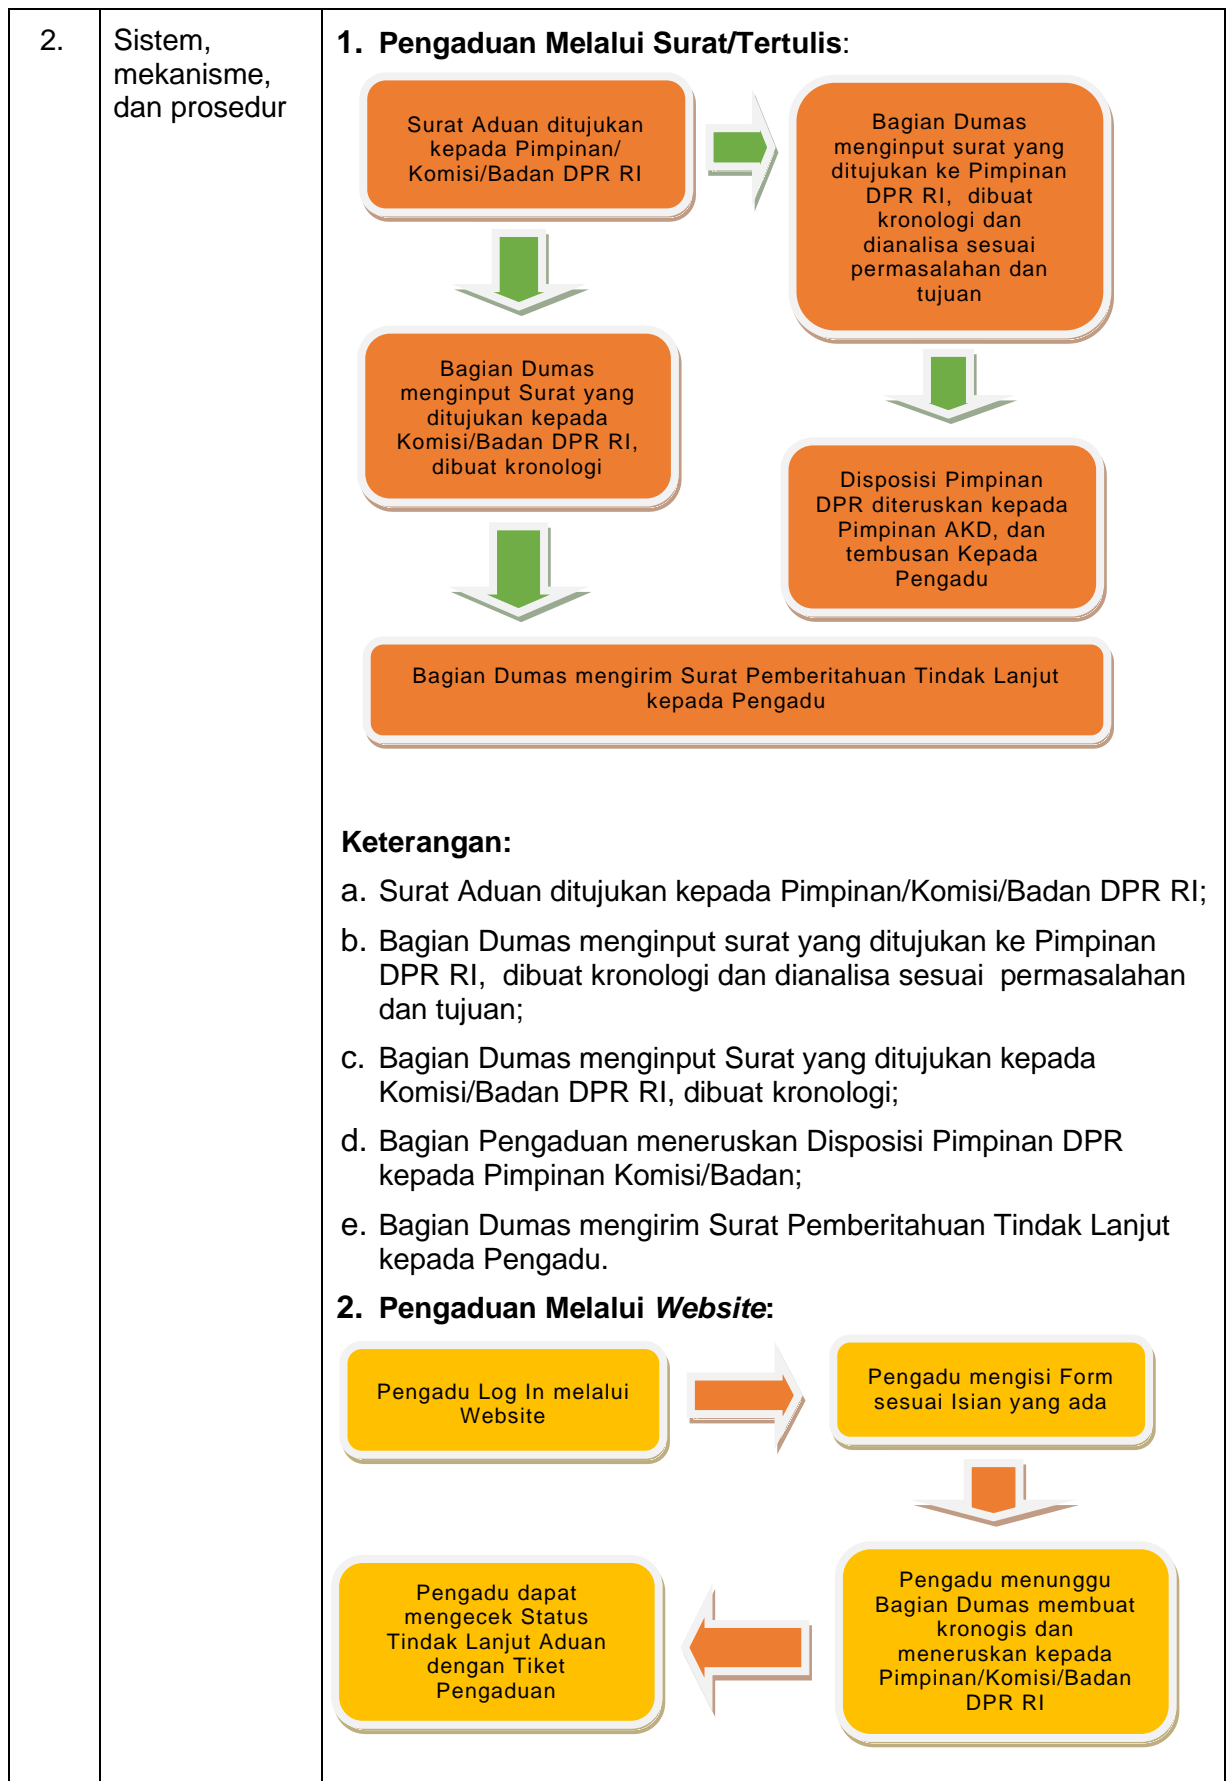 2.
Sistem,
mekanisme,
dan prosedur
1. Pengaduan Melalui Surat/Tertulis:
Surat Aduan ditujukan
kepada Pimpinan/
Komisi/Badan DPR RI
Bagian Dumas
menginput surat yang
ditujukan ke Pimpinan
DPR RI, dibuat
kronologi dan
dianalisa sesuai
permasalahan dan
tujuan
Bagian Dumas
menginput Surat yang
ditujukan kepada
Komisi/Badan DPR RI,
dibuat kronologi
Disposisi Pimpinan
DPR diteruskan kepada
Pimpinan AKD, dan
tembusan Kepada
Pengadu
Bagian Dumas mengirim Surat Pemberitahuan Tindak Lanjut
kepada Pengadu
Keterangan:
a. Surat Aduan ditujukan kepada Pimpinan/Komisi/Badan DPR RI;
b. Bagian Dumas menginput surat yang ditujukan ke Pimpinan
DPR RI, dibuat kronologi dan dianalisa sesuai permasalahan
dan tujuan;
c. Bagian Dumas menginput Surat yang ditujukan kepada
Komisi/Badan DPR RI, dibuat kronologi;
d. Bagian Pengaduan meneruskan Disposisi Pimpinan DPR
kepada Pimpinan Komisi/Badan;
e. Bagian Dumas mengirim Surat Pemberitahuan Tindak Lanjut
kepada Pengadu.
2. Pengaduan Melalui Website:
Pengadu Log In melalui
Website
Pengadu mengisi Form
sesuai Isian yang ada
Pengadu menunggu
Bagian Dumas membuat
kronogis dan
meneruskan kepada
Pimpinan/Komisi/Badan
DPR RI
Pengadu dapat
mengecek Status
Tindak Lanjut Aduan
dengan Tiket
Pengaduan